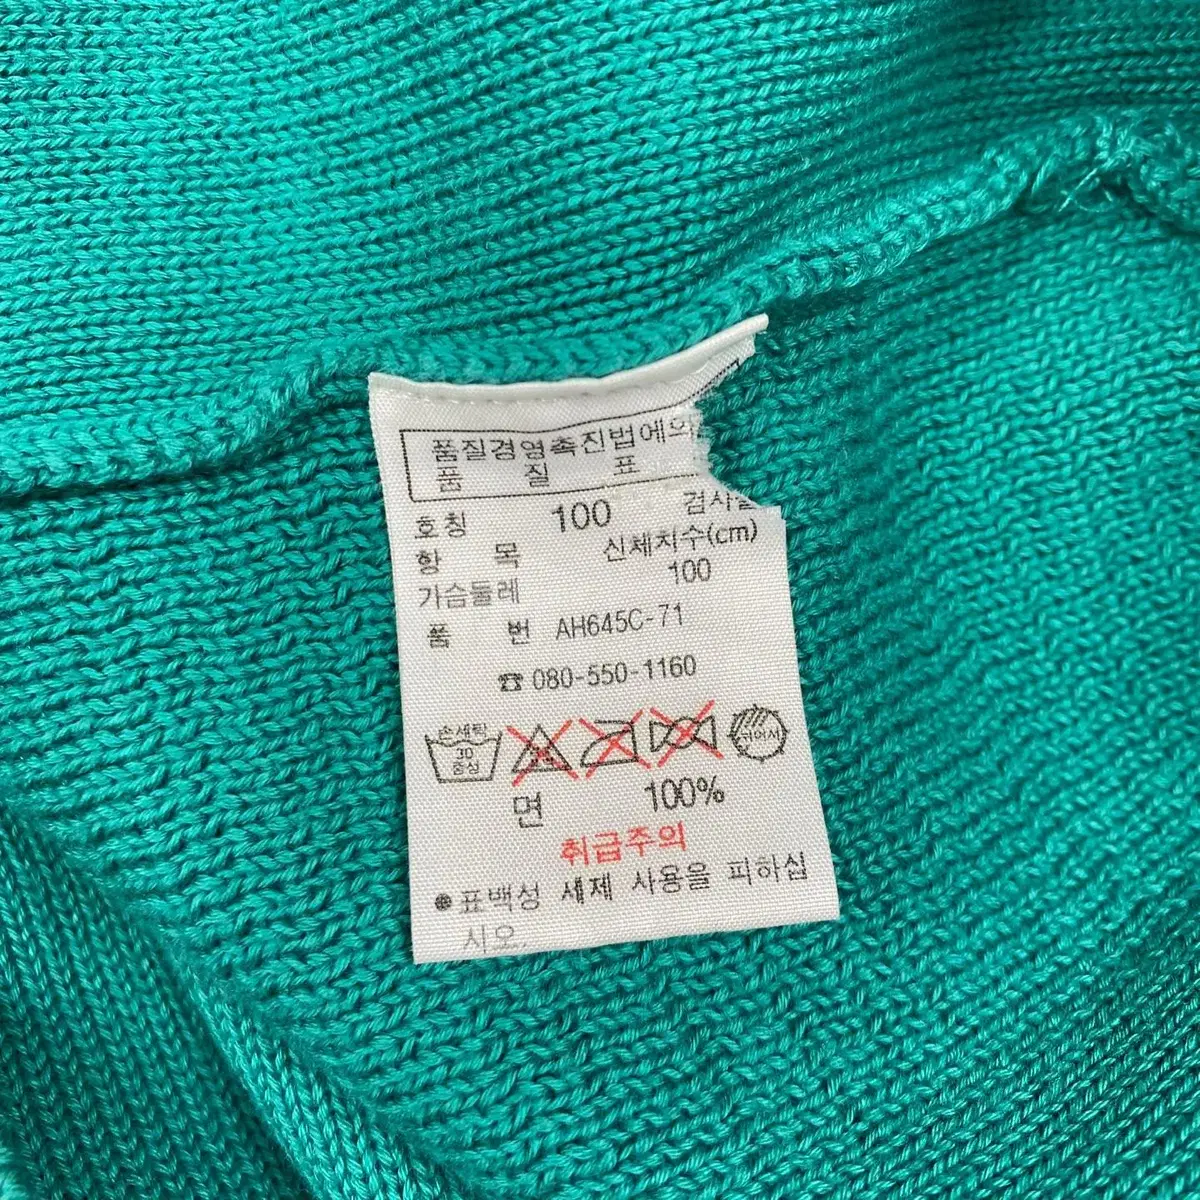 품질경영촉진법에의
품 질 표
호칭 100 검사필
항 목 신체치수(cm)
가슴둘레 100
품 번 AH645C-71
☎ 080-550-1160
손세탁
30
중성
뉘어서
면 100%
취급주의
●표백성 세제 사용을 피하십
시오.